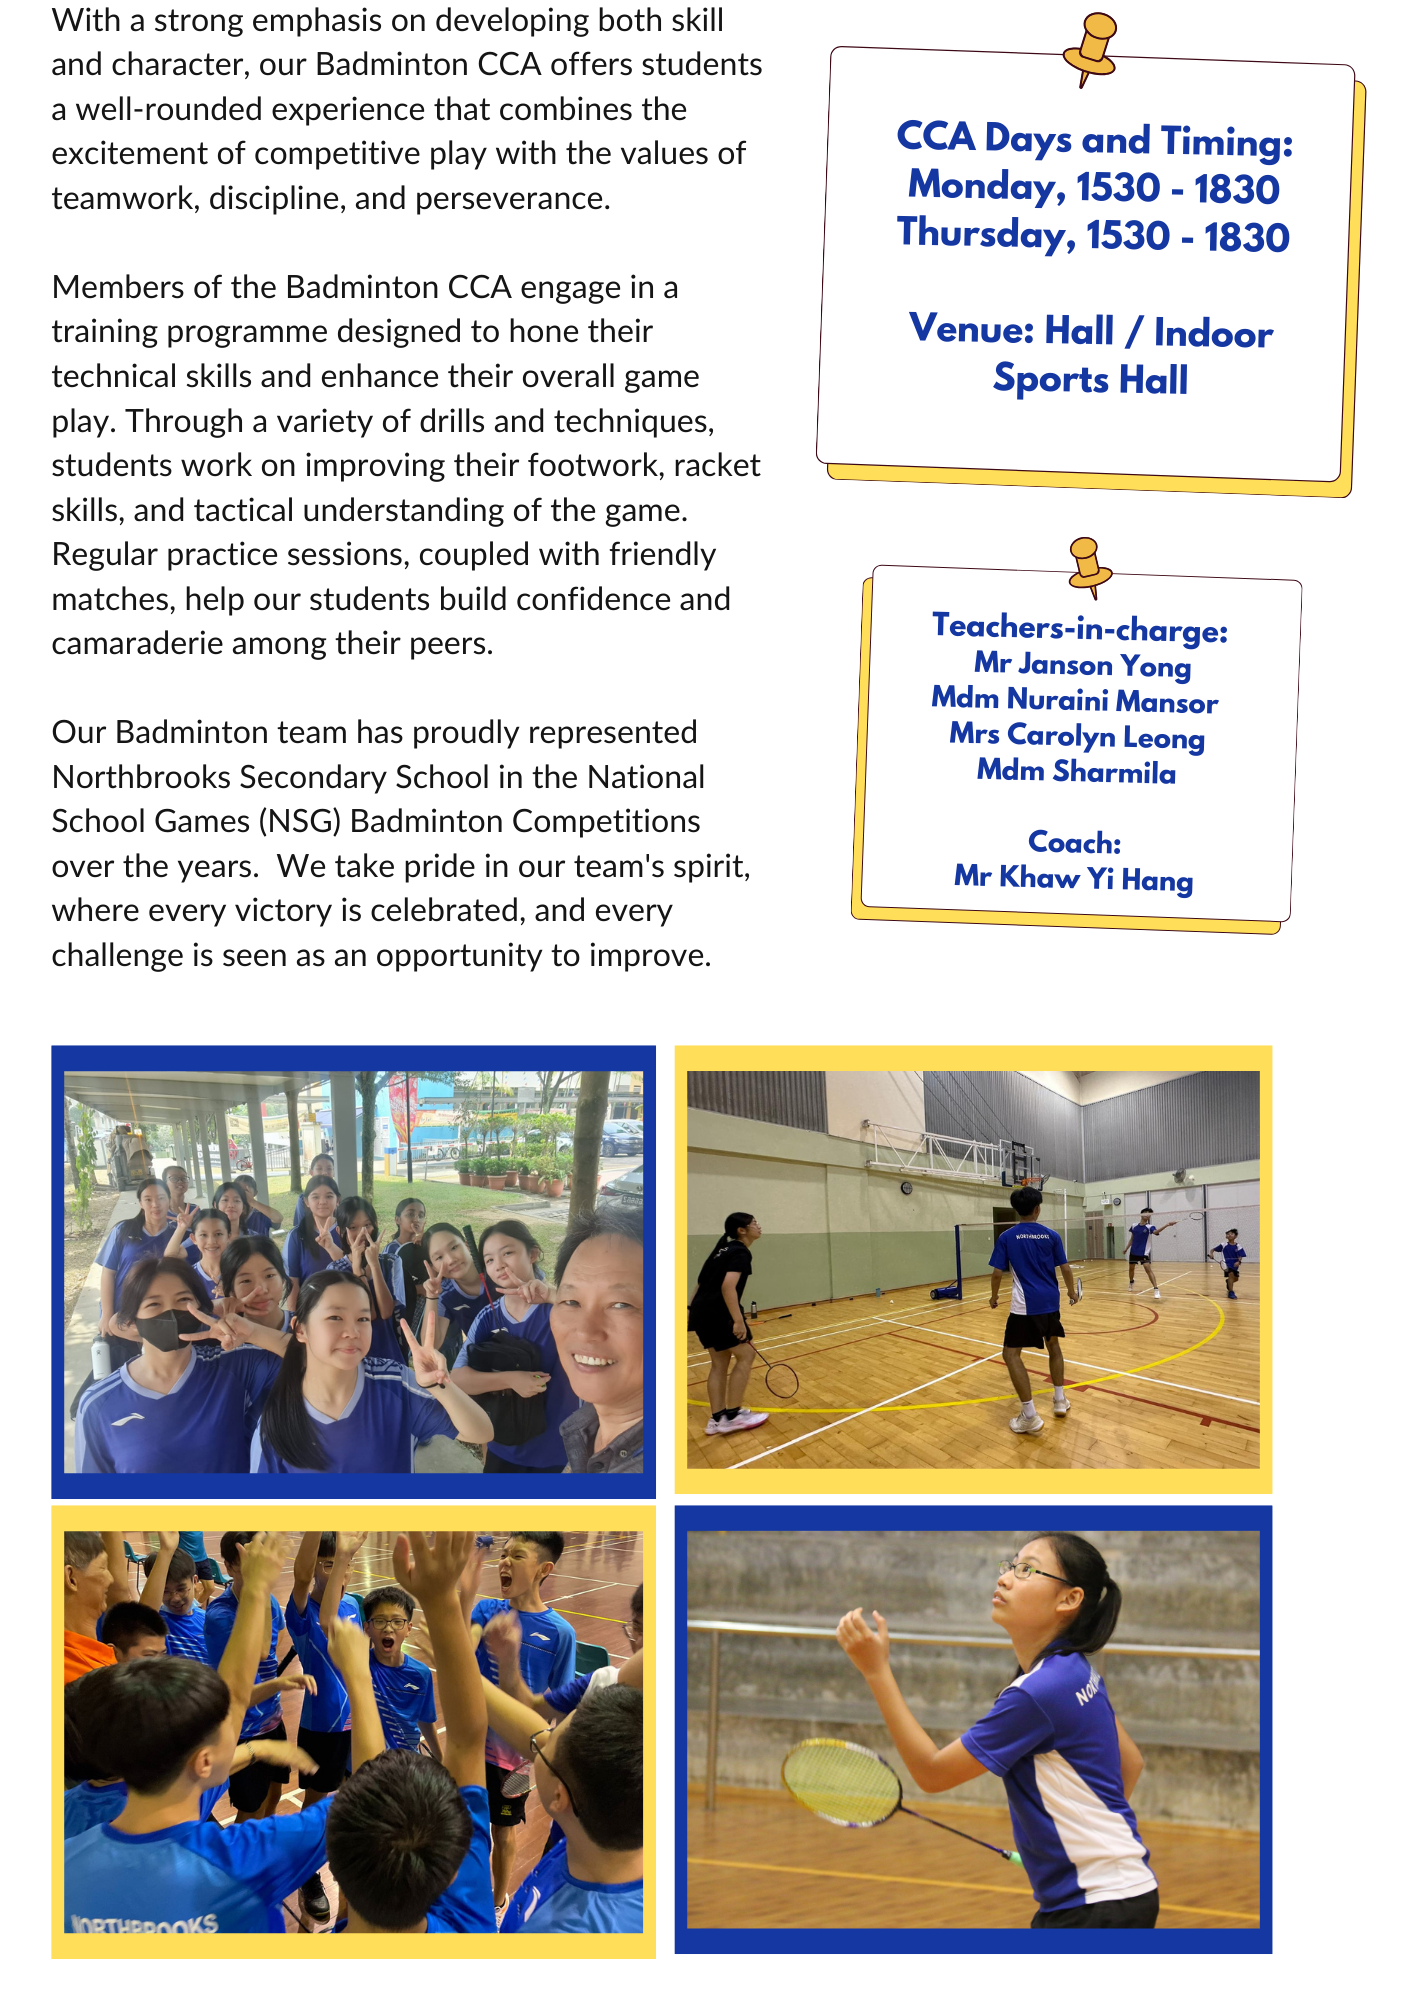 With a strong emphasis on developing both skill
and character, our Badminton CCA offers students
a well-rounded experience that combines the
excitement of competitive play with the values of
teamwork, discipline, and perseverance.
Members of the Badminton CCA engage in a
training programme designed to hone their
technical skills and enhance their overall game
play. Through a variety of drills and techniques,
students work on improving their footwork, racket
skills, and tactical understanding of the game.
Regular practice sessions, coupled with friendly
matches, help our students build confidence and
camaraderie among their peers.
Our Badminton team has proudly represented
Northbrooks Secondary School in the National
School Games (NSG) Badminton Competitions
over the years.  We take pride in our team's spirit,
where every victory is celebrated, and every
challenge is seen as an opportunity to improve.
CCA Days and Timing:
Monday, 1530 - 1830
Thursday, 1530 - 1830
Venue: Hall / Indoor
Sports Hall
Teachers-in-charge:
Mr Janson Yong
Mdm Nuraini Mansor
Mrs Carolyn Leong
Mdm Sharmila
Coach:
Mr Khaw Yi Hang
NORTHBROOKS
NORTHBROOKS